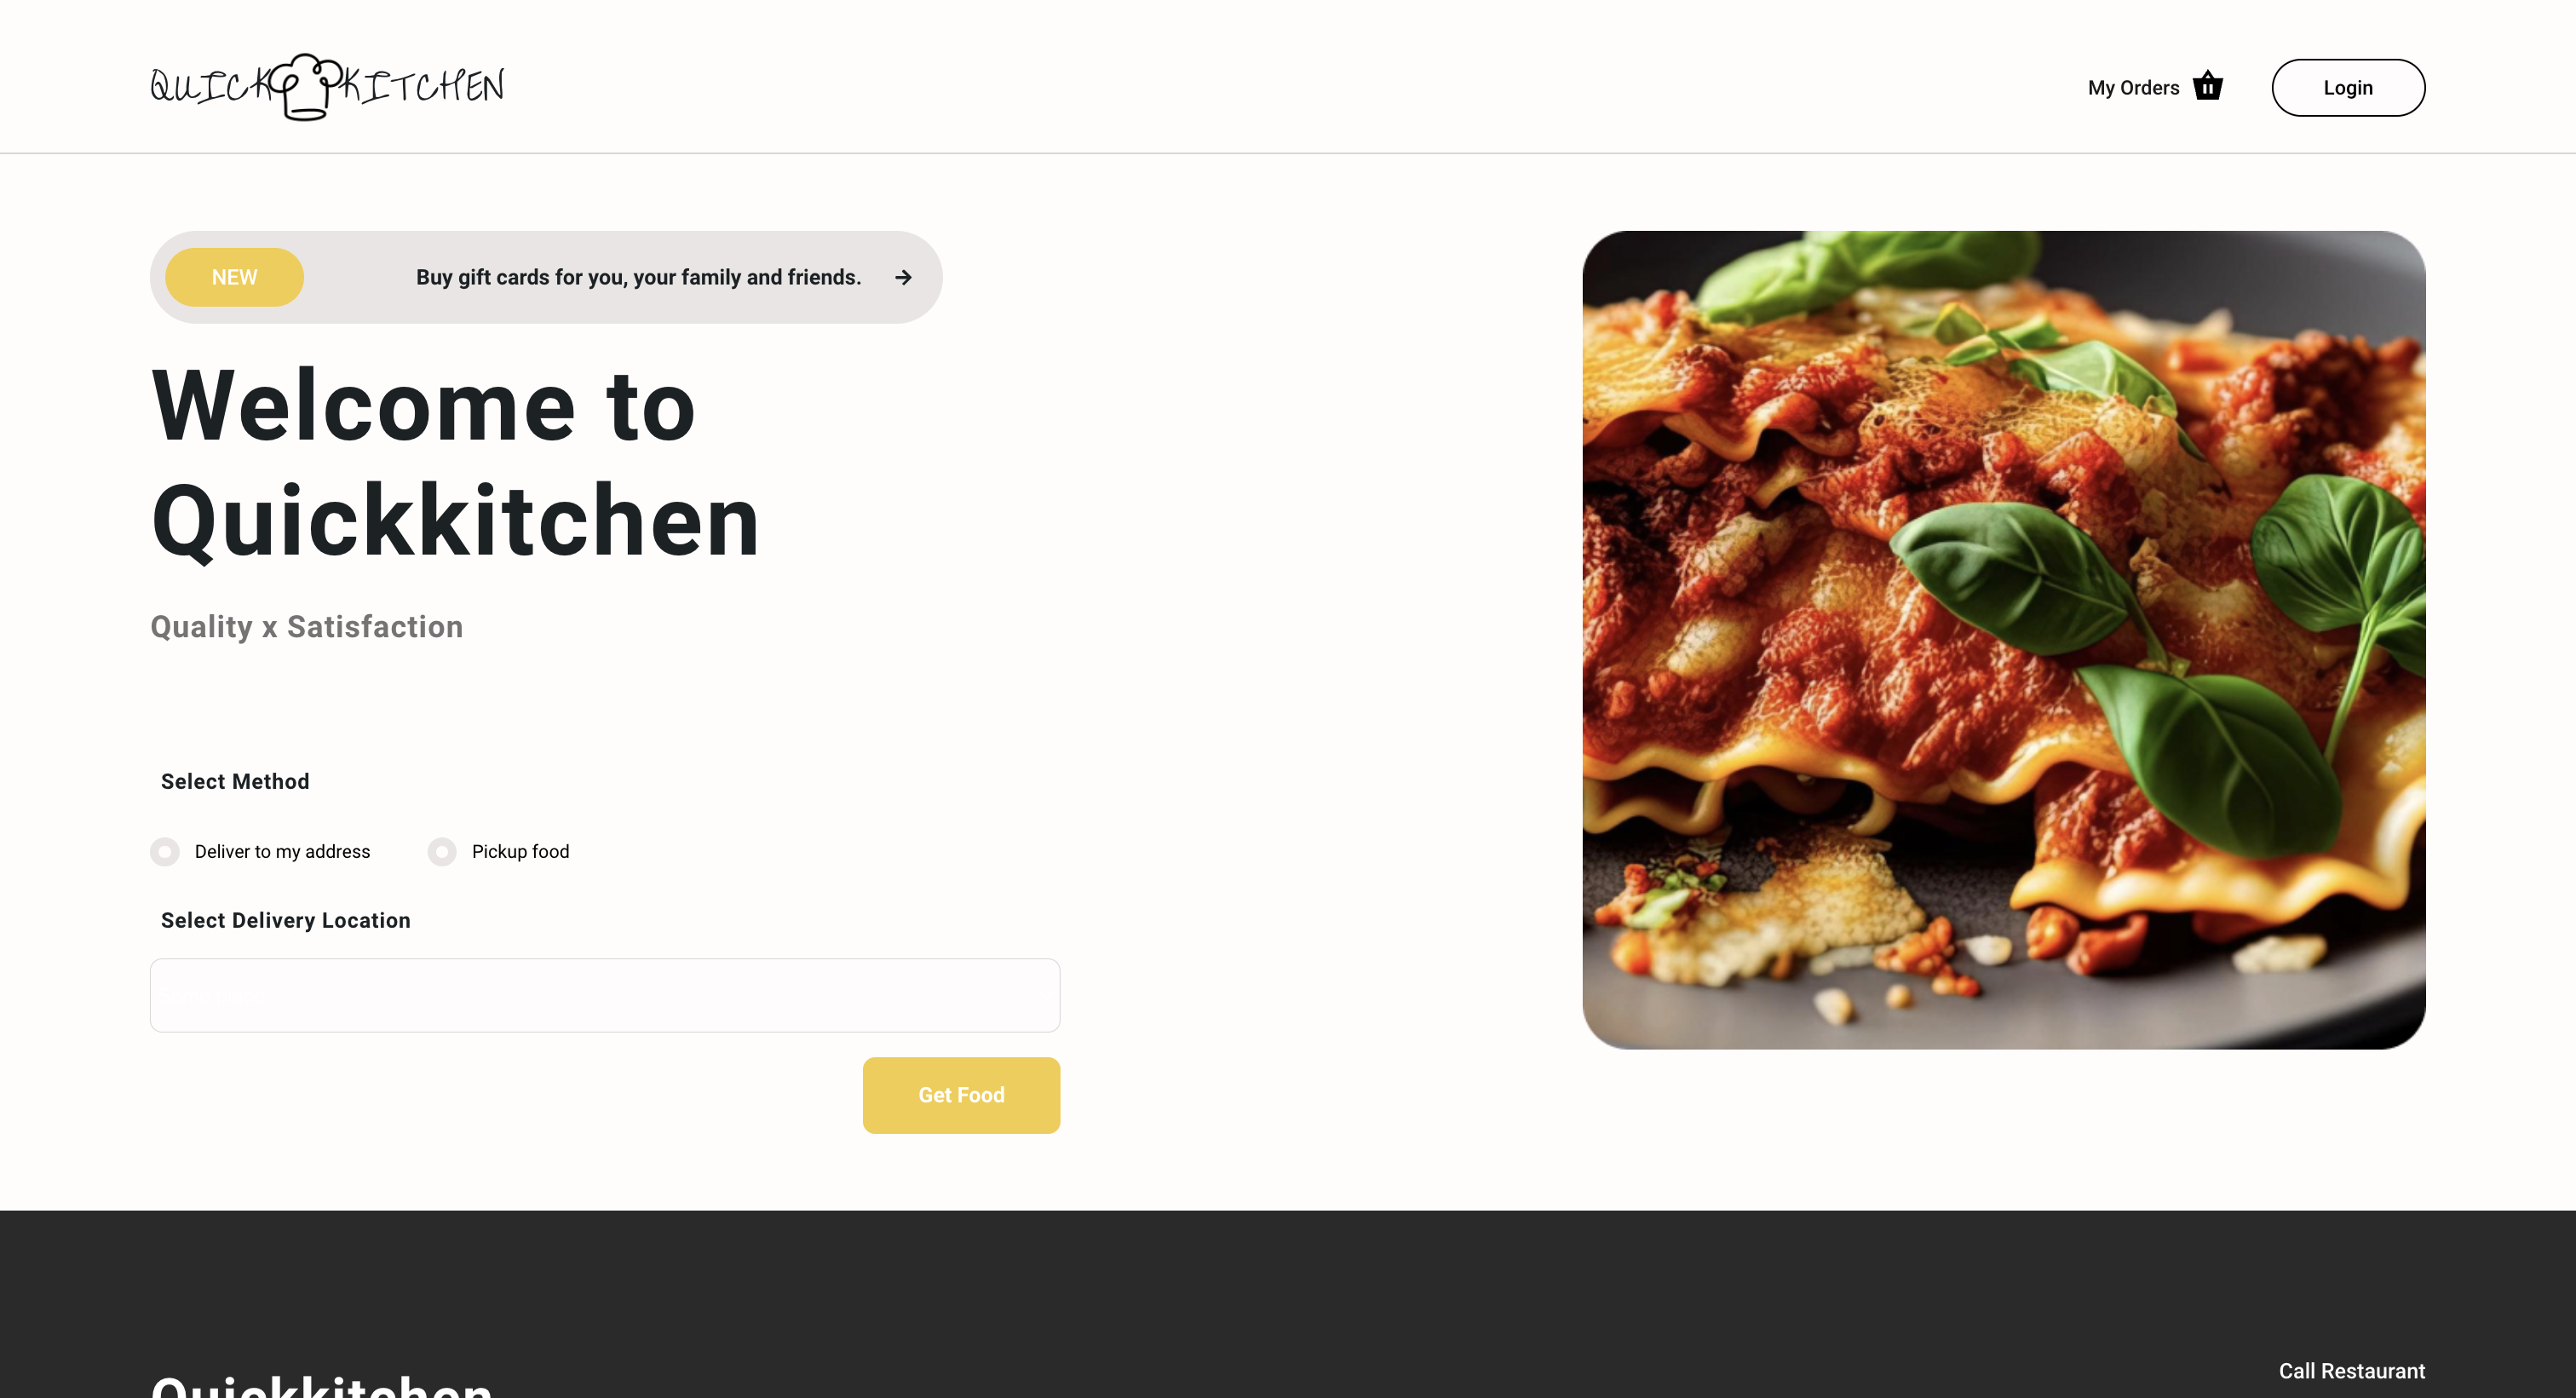 QUICK KITCHEN
My Orders
Login
NEW
Buy gift cards for you, your family and friends.
Welcome to
Quickkitchen
Quality x Satisfaction
Select Method
Deliver to my address
Pickup food
Select Delivery Location
Get Food
Call Restaurant
Quickkitchen